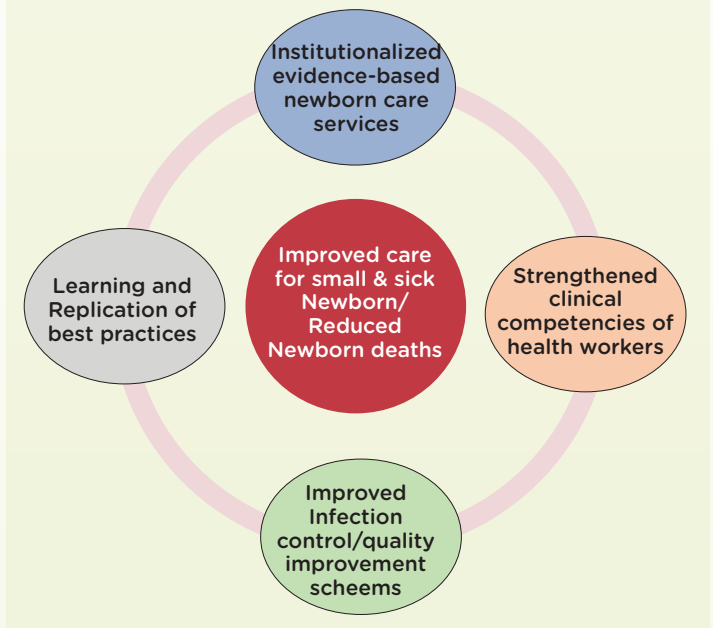 Institutionalized
evidence-based
newborn care
services
Learning and
Replication of
best practices
Improved care
for small & sick
Newborn/
Reduced
Newborn deaths
Strengthened
clinical
competencies of
health workers
Improved
Infection
control/quality
improvement
scheems